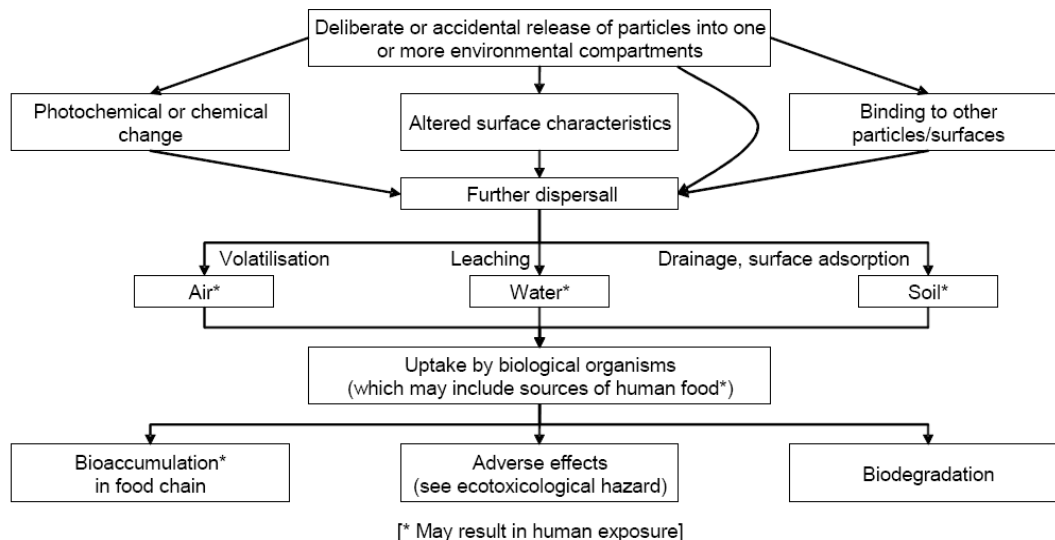 Deliberate or accidental release of particles into one
or more environmental compartments
Photochemical or chemical
change
Altered surface characteristics
Binding to other
particles/surfaces
Further dispersall
Volatilisation
Leaching
Drainage, surface adsorption
Air*
Water*
Soil*
Uptake by biological organisms
(which may include sources of human food*)
Bioaccumulation*
in food chain
Adverse effects
(see ecotoxicological hazard)
Biodegradation
[* May result in human exposure]